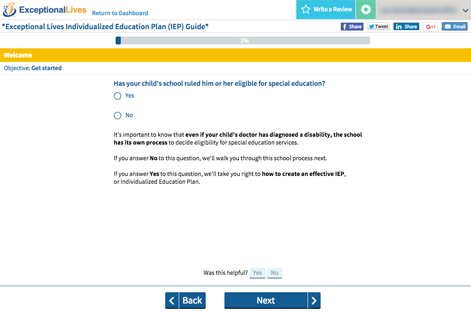 ExceptionalLives
Return to Dashboard
Write a Review
*Exceptional Lives Individualized Education Plan (IEP) Guide*
Share
Tweet
Share
+1
Email
3%
Welcome
Objective: Get started
Has your child's school ruled him or her eligible for special education?
Yes
No
It's important to know that even if your child's doctor has diagnosed a disability, the school
has its own process to decide eligibility for special education services.
If you answer No to this question, we'll walk you through this school process next.
If you answer Yes to this question, we'll take you right to how to create an effective IEP,
or Individualized Education Plan.
Was this helpful? Yes No
Back
Next